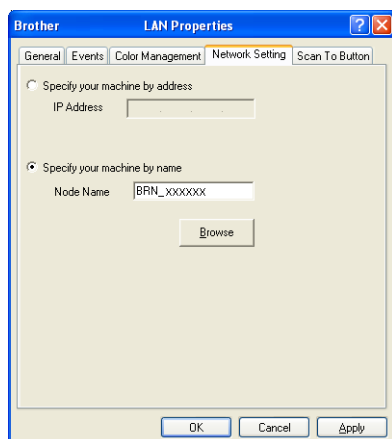 Brother LAN Properties ?
General Events Color Management Network Setting Scan To Button
Specify your machine by address
IP Address . . .
Specify your machine by name
Node Name BRN_XXXXXX
Browse
OK Cancel Apply